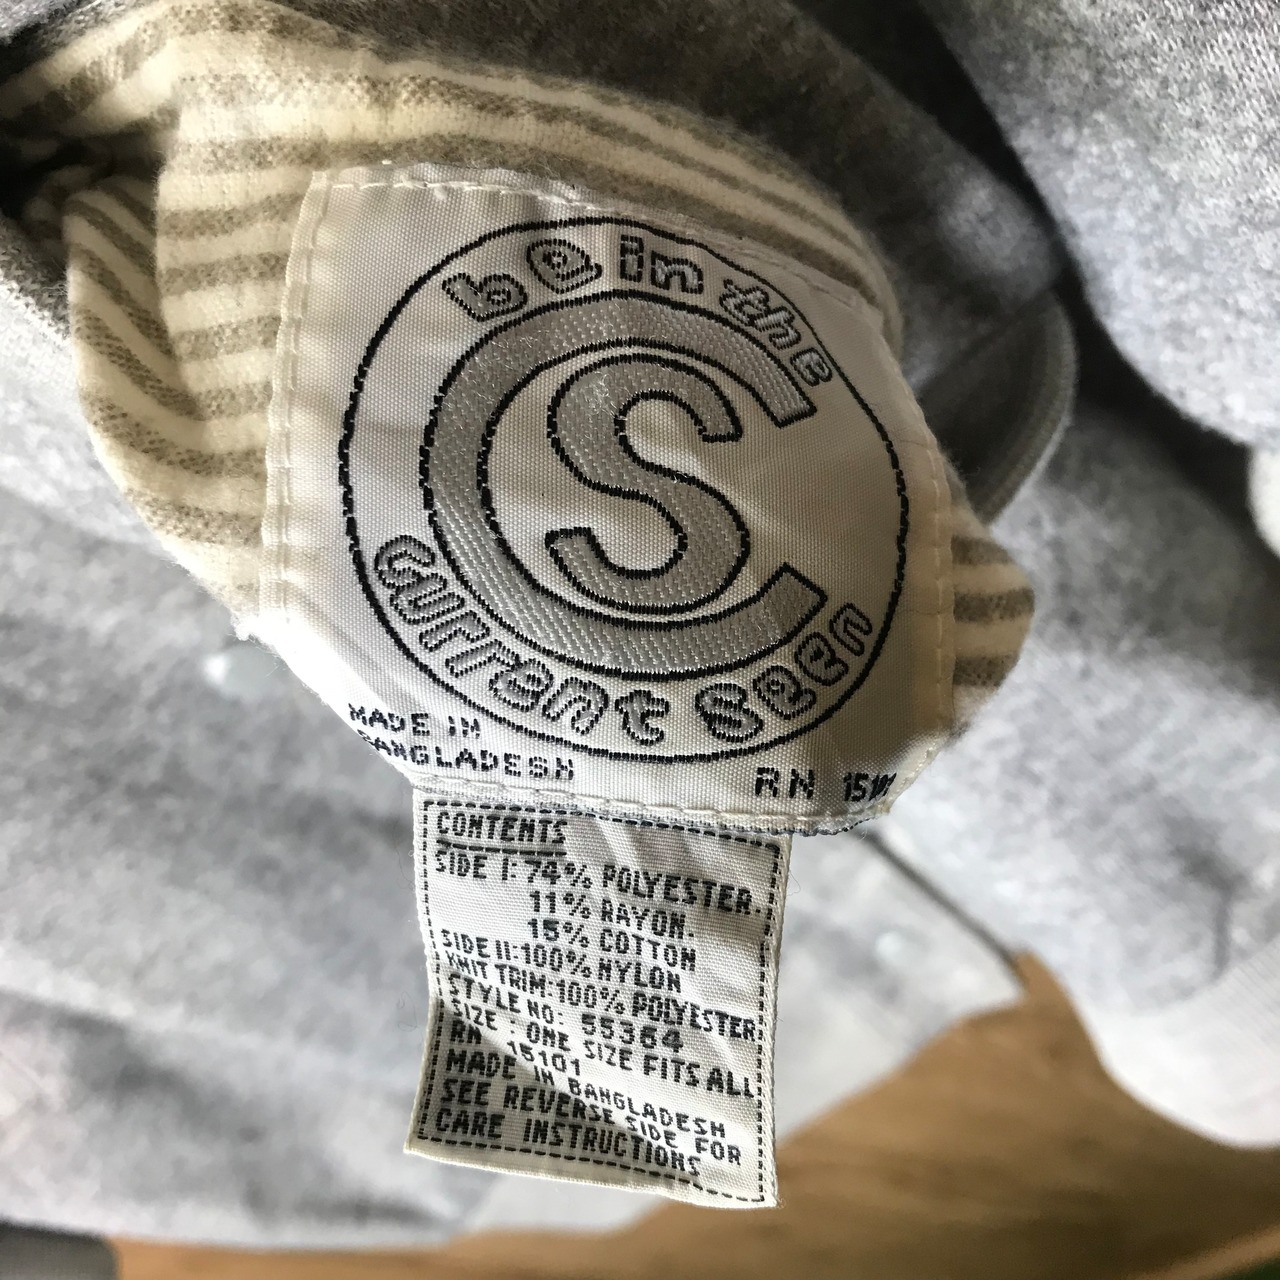 be in the
CS
current seen
MADE IN
BANGLADESH
RN 15101
CONTENTS
SIDE I: 74% POLYESTER.
11% RAYON.
15% COTTON
SIDE II: 100% NYLON
KNIT TRIM: 100% POLYESTER
STYLE NO: 55364
SIZE : ONE SIZE FITS ALL
RN 15101
MADE IN BANGLADESH
SEE REVERSE SIDE FOR
CARE INSTRUCTIONS